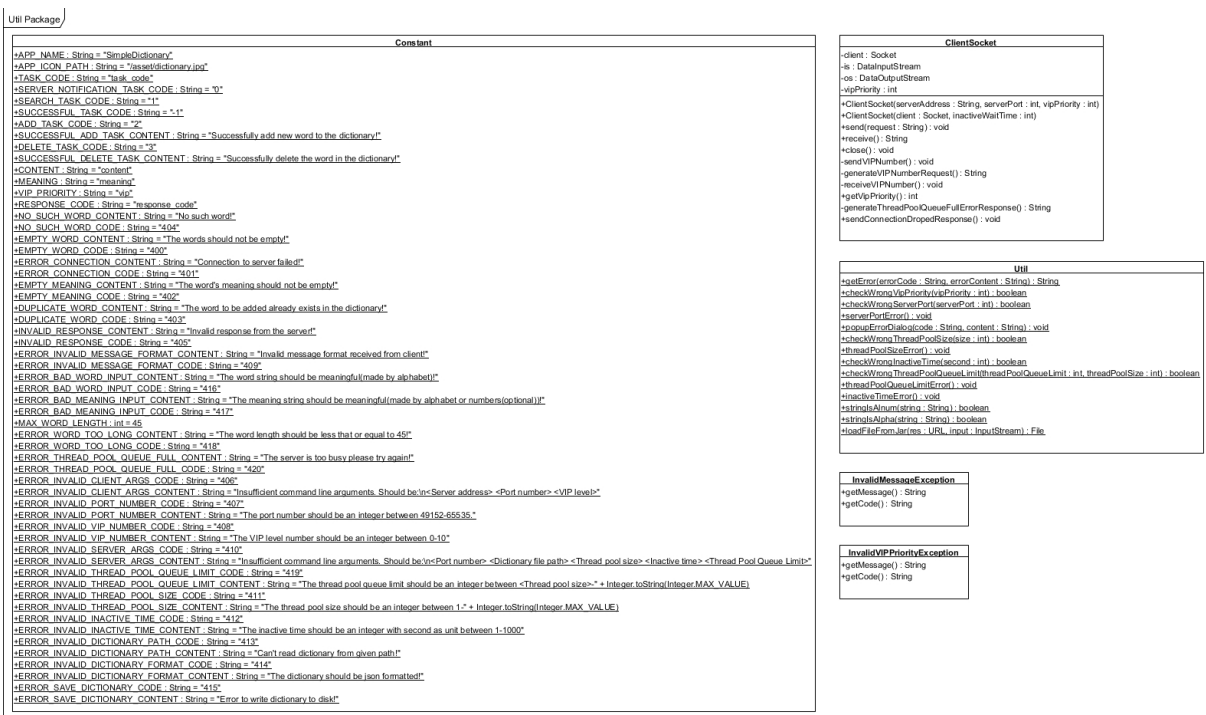 Util Package
Constant
+APP_NAME : String = "SimpleDictionary"
+APP_ICON_PATH : String = "/asset/dictionary.jpg"
+TASK_CODE : String = "task_code"
+SERVER_NOTIFICATION_TASK_CODE : String = "0"
+SEARCH_TASK_CODE : String = "1"
+SUCCESSFUL_TASK_CODE : String = "-1"
+ADD_TASK_CODE : String = "2"
+SUCCESSFUL_ADD_TASK_CONTENT : String = "Successfully add new word to the dictionary!"
+DELETE_TASK_CODE : String = "3"
+SUCCESSFUL_DELETE_TASK_CONTENT : String = "Successfully delete the word in the dictionary!"
+CONTENT : String = "content"
+MEANING : String = "meaning"
+VIP_PRIORITY : String = "vip"
+RESPONSE_CODE : String = "response_code"
+NO_SUCH_WORD_CONTENT : String = "No such word!"
+NO_SUCH_WORD_CODE : String = "404"
+EMPTY_WORD_CONTENT : String = "The words should not be empty!"
+EMPTY_WORD_CODE : String = "400"
+ERROR_CONNECTION_CONTENT : String = "Connection to server failed!"
+ERROR_CONNECTION_CODE : String = "401"
+EMPTY_MEANING_CONTENT : String = "The word's meaning should not be empty!"
+EMPTY_MEANING_CODE : String = "402"
+DUPLICATE_WORD_CONTENT : String = "The word to be added already exists in the dictionary!"
+DUPLICATE_WORD_CODE : String = "403"
+INVALID_RESPONSE_CONTENT : String = "Invalid response from the server!"
+INVALID_RESPONSE_CODE : String = "405"
+ERROR_INVALID_MESSAGE_FORMAT_CONTENT : String = "Invalid message format received from client!"
+ERROR_INVALID_MESSAGE_FORMAT_CODE : String = "409"
+ERROR_BAD_WORD_INPUT_CONTENT : String = "The word string should be meaningful(made by alphabet)!"
+ERROR_BAD_WORD_INPUT_CODE : String = "416"
+ERROR_BAD_MEANING_INPUT_CONTENT : String = "The meaning string should be meaningful(made by alphabet or numbers(optional))!"
+ERROR_BAD_MEANING_INPUT_CODE : String = "417"
+MAX_WORD_LENGTH : int = 45
+ERROR_WORD_TOO_LONG_CONTENT : String = "The word length should be less that or equal to 45!"
+ERROR_WORD_TOO_LONG_CODE : String = "418"
+ERROR_THREAD_POOL_QUEUE_FULL_CONTENT : String = "The server is too busy please try again!"
+ERROR_THREAD_POOL_QUEUE_FULL_CODE : String = "420"
+ERROR_INVALID_CLIENT_ARGS_CODE : String = "406"
+ERROR_INVALID_CLIENT_ARGS_CONTENT : String = "Insufficient command line arguments. Should be:\n<Server address> <Port number> <VIP level>"
+ERROR_INVALID_PORT_NUMBER_CODE : String = "407"
+ERROR_INVALID_PORT_NUMBER_CONTENT : String = "The port number should be an integer between 49152-65535."
+ERROR_INVALID_VIP_NUMBER_CODE : String = "408"
+ERROR_INVALID_VIP_NUMBER_CONTENT : String = "The VIP level number should be an integer between 0-10"
+ERROR_INVALID_SERVER_ARGS_CODE : String = "410"
+ERROR_INVALID_SERVER_ARGS_CONTENT : String = "Insufficient command line arguments. Should be:\n<Port number> <Dictionary file path> <Thread pool size> <Inactive time> <Thread Pool Queue Limit>"
+ERROR_INVALID_THREAD_POOL_QUEUE_LIMIT_CODE : String = "419"
+ERROR_INVALID_THREAD_POOL_QUEUE_LIMIT_CONTENT : String = "The thread pool queue limit should be an integer between <Thread pool size>-" + Integer.toString(Integer.MAX_VALUE)
+ERROR_INVALID_THREAD_POOL_SIZE_CODE : String = "411"
+ERROR_INVALID_THREAD_POOL_SIZE_CONTENT : String = "The thread pool size should be an integer between 1-" + Integer.toString(Integer.MAX_VALUE)
+ERROR_INVALID_INACTIVE_TIME_CODE : String = "412"
+ERROR_INVALID_INACTIVE_TIME_CONTENT : String = "The inactive time should be an integer with second as unit between 1-1000"
+ERROR_INVALID_DICTIONARY_PATH_CODE : String = "413"
+ERROR_INVALID_DICTIONARY_PATH_CONTENT : String = "Can't read dictionary from given path!"
+ERROR_INVALID_DICTIONARY_FORMAT_CODE : String = "414"
+ERROR_INVALID_DICTIONARY_FORMAT_CONTENT : String = "The dictionary should be json formatted!"
+ERROR_SAVE_DICTIONARY_CODE : String = "415"
+ERROR_SAVE_DICTIONARY_CONTENT : String = "Error to write dictionary to disk!"
ClientSocket
-client : Socket
-is : DataInputStream
-os : DataOutputStream
-vipPriority : int
+ClientSocket(serverAddress : String, serverPort : int, vipPriority : int)
+ClientSocket(client : Socket, inactiveWaitTime : int)
+send(request : String) : void
+receive() : String
+close() : void
-sendVIPNumber() : void
-generateVIPNumberRequest() : String
-receiveVIPNumber() : void
+getVipPriority() : int
-generateThreadPoolQueueFullErrorResponse() : String
+sendConnectionDropedResponse() : void
Util
+getError(errorCode : String, errorContent : String) : String
+checkWrongVipPriority(vipPriority : int) : boolean
+checkWrongServerPort(serverPort : int) : boolean
+serverPortError() : void
+popupErrorDialog(code : String, content : String) : void
+checkWrongThreadPoolSize(size : int) : boolean
+threadPoolSizeError() : void
+checkWrongInactiveTime(second : int) : boolean
+checkWrongThreadPoolQueueLimit(threadPoolQueueLimit : int, threadPoolSize : int) : boolean
+threadPoolQueueLimitError() : void
+inactiveTimeError() : void
+stringIsAlnum(string : String) : boolean
+stringIsAlpha(string : String) : boolean
+loadFileFromJar(res : URL, input : InputStream) : File
InvalidMessageException
+getMessage() : String
+getCode() : String
InvalidVIPPriorityException
+getMessage() : String
+getCode() : String